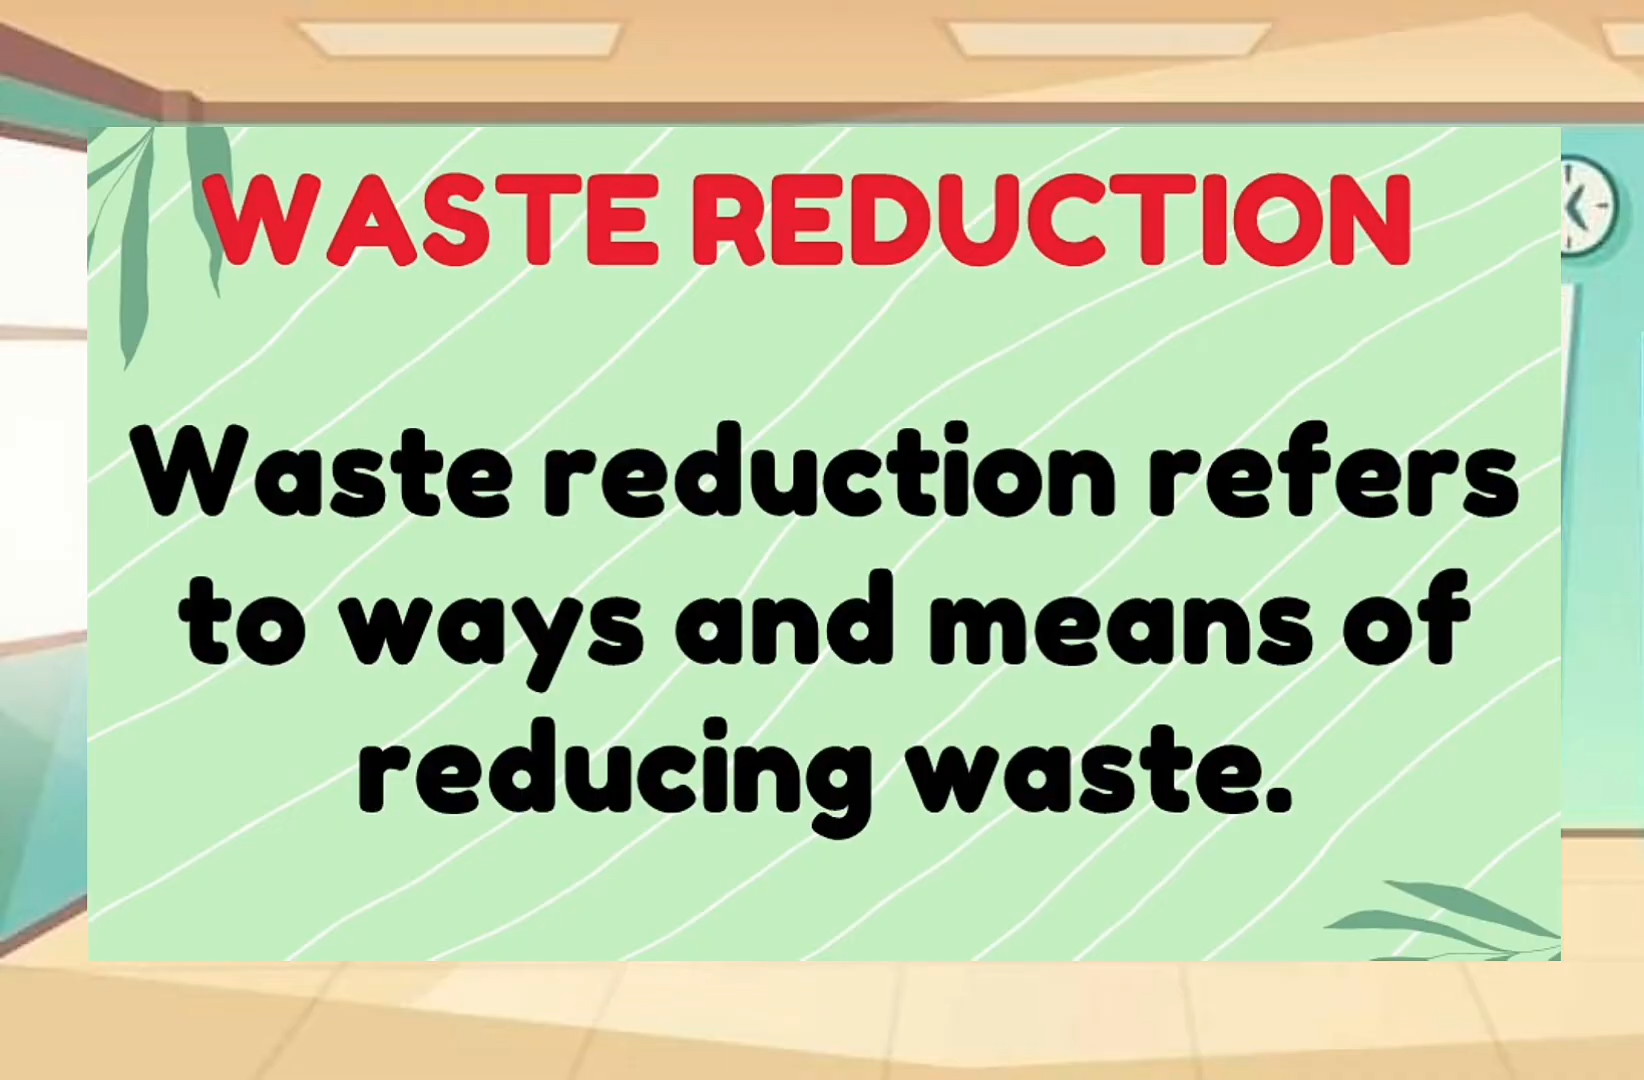 WASTE REDUCTION
Waste reduction refers
to ways and means of
reducing waste.